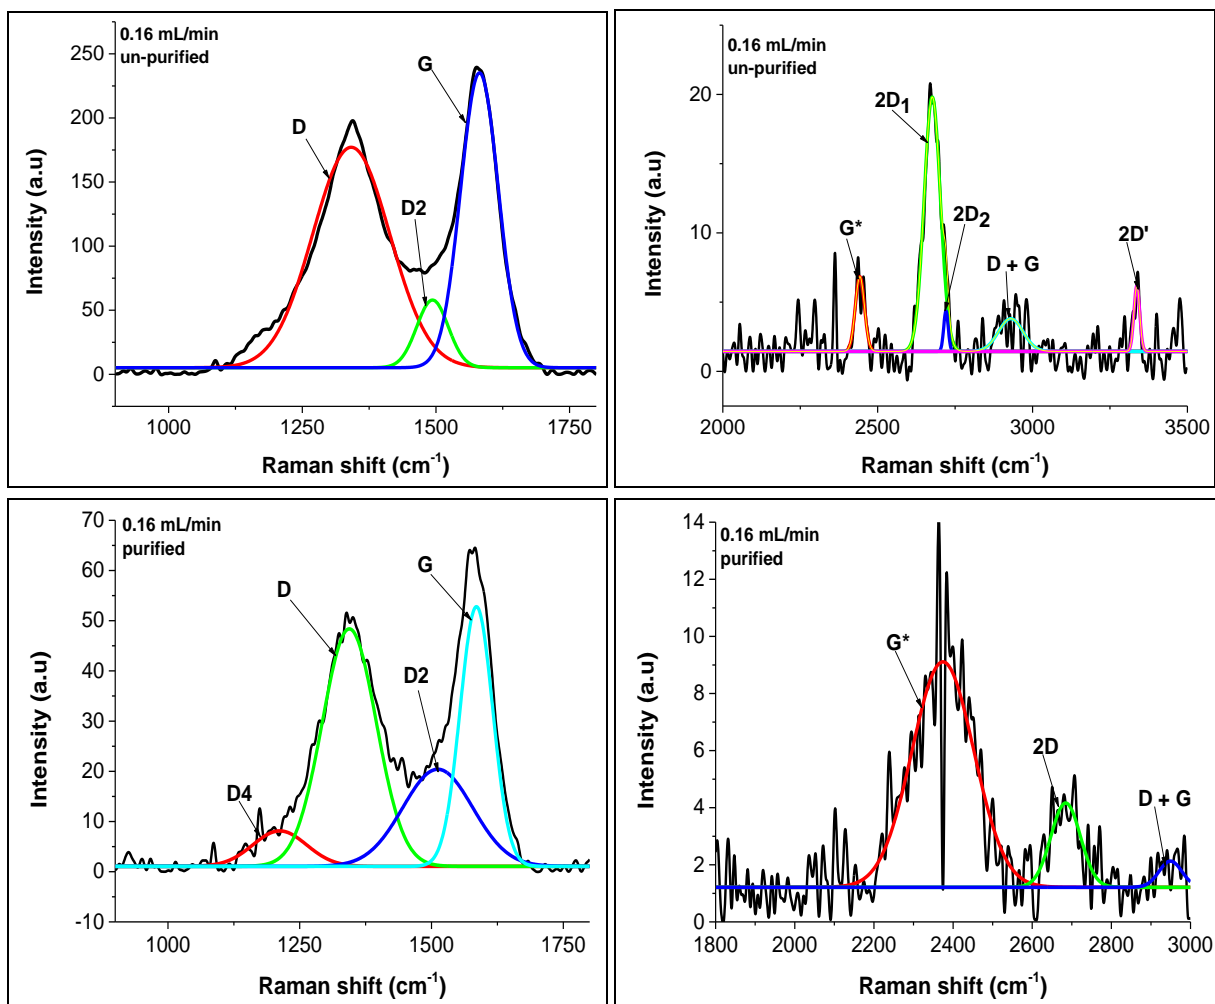 0.16 mL/min
un-purified
250
200
150
100
50
0
Intensity (a.u)
D
D2
G
1000
1250
1500
1750
Raman shift (cm⁻¹)
0.16 mL/min
un-purified
20
10
0
Intensity (a.u)
G*
2D₁
2D₂
D + G
2D'
2000
2500
3000
3500
Raman shift (cm⁻¹)
0.16 mL/min
purified
70
60
50
40
30
20
10
0
-10
Intensity (a.u)
D4
D
D2
G
1000
1250
1500
1750
Raman shift (cm⁻¹)
0.16 mL/min
purified
14
12
10
8
6
4
2
0
Intensity (a.u)
G*
2D
D + G
1800
2000
2200
2400
2600
2800
3000
Raman shift (cm⁻¹)